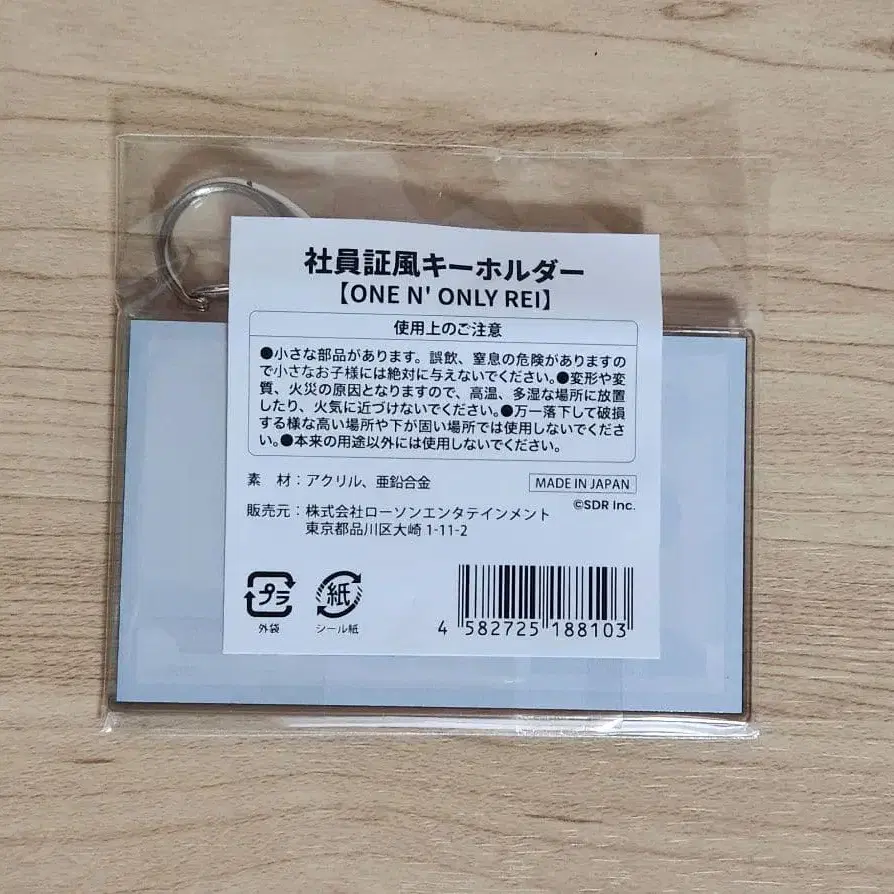 社員証風キーホルダー
【ONE N' ONLY REI】
使用上のご注意
●小さな部品があります。誤飲、窒息の危険がありますの
で小さなお子様には絶対に与えないでください。●変形や変
質、火災の原因となりますので、高温、多湿な場所に放置
したり、火気に近づけないでください。●万一落下して破損
する様な高い場所や下が固い場所では使用しないでくださ
い。●本来の用途以外には使用しないでください。
素 材：アクリル、亜鉛合金
MADE IN JAPAN
©SDR Inc.
販売元：株式会社ローソンエンタテインメント
東京都品川区大崎 1-11-2
プラ
外袋
紙
シール紙
4 582725 188103